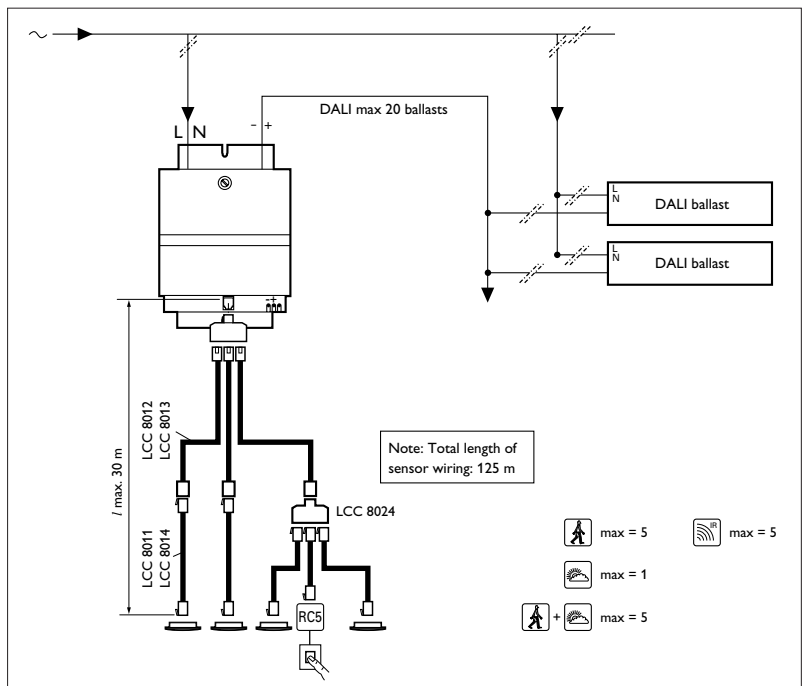 DALI max 20 ballasts
L N
- +
L
N
DALI ballast
L
N
DALI ballast
- +
LCC 8012
LCC 8013
l max. 30 m
Note: Total length of
sensor wiring: 125 m
LCC 8024
LCC 8011
LCC 8014
max = 5
IR
max = 5
max = 1
+
max = 5
RC5